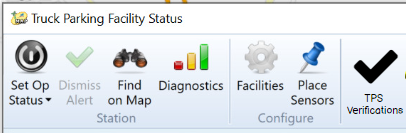 Truck Parking Facility Status
Set Op Status
Dismiss Alert
Find on Map
Diagnostics
Facilities
Place Sensors
TPS Verifications
Station
Configure